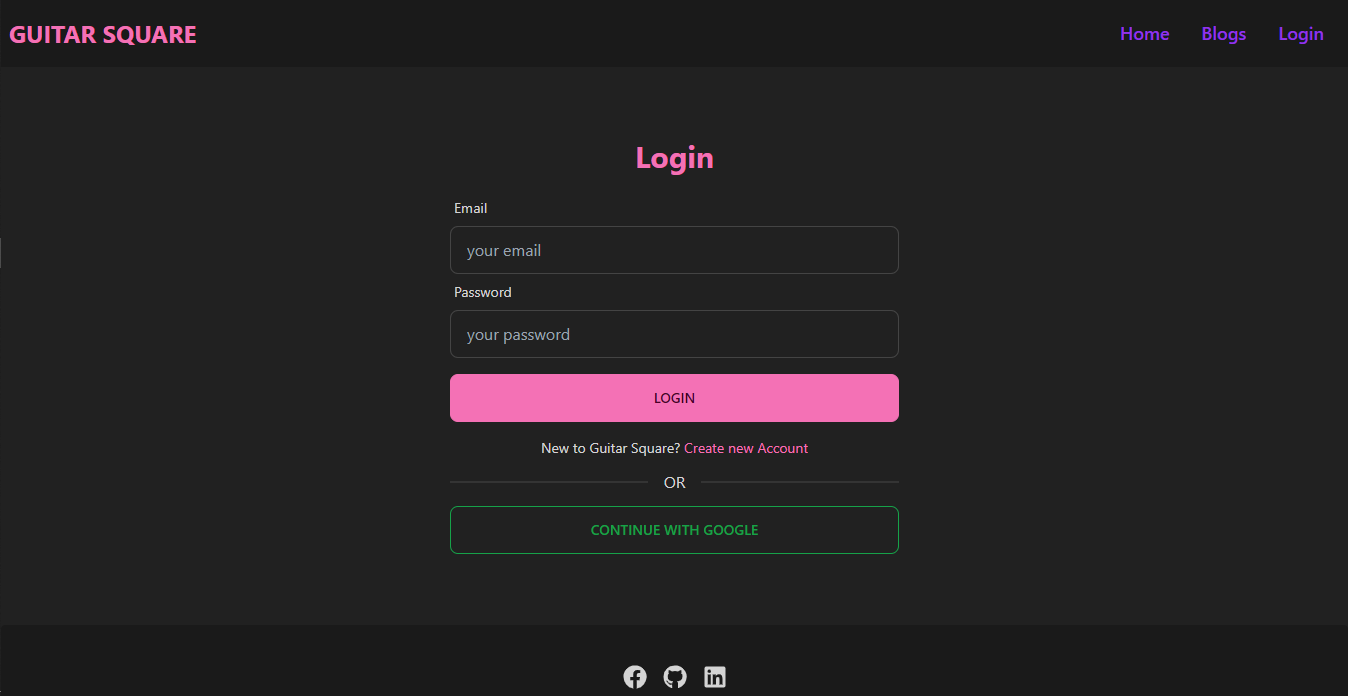 GUITAR SQUARE
Home Blogs Login
Login
Email
your email
Password
your password
LOGIN
New to Guitar Square? Create new Account
OR
CONTINUE WITH GOOGLE